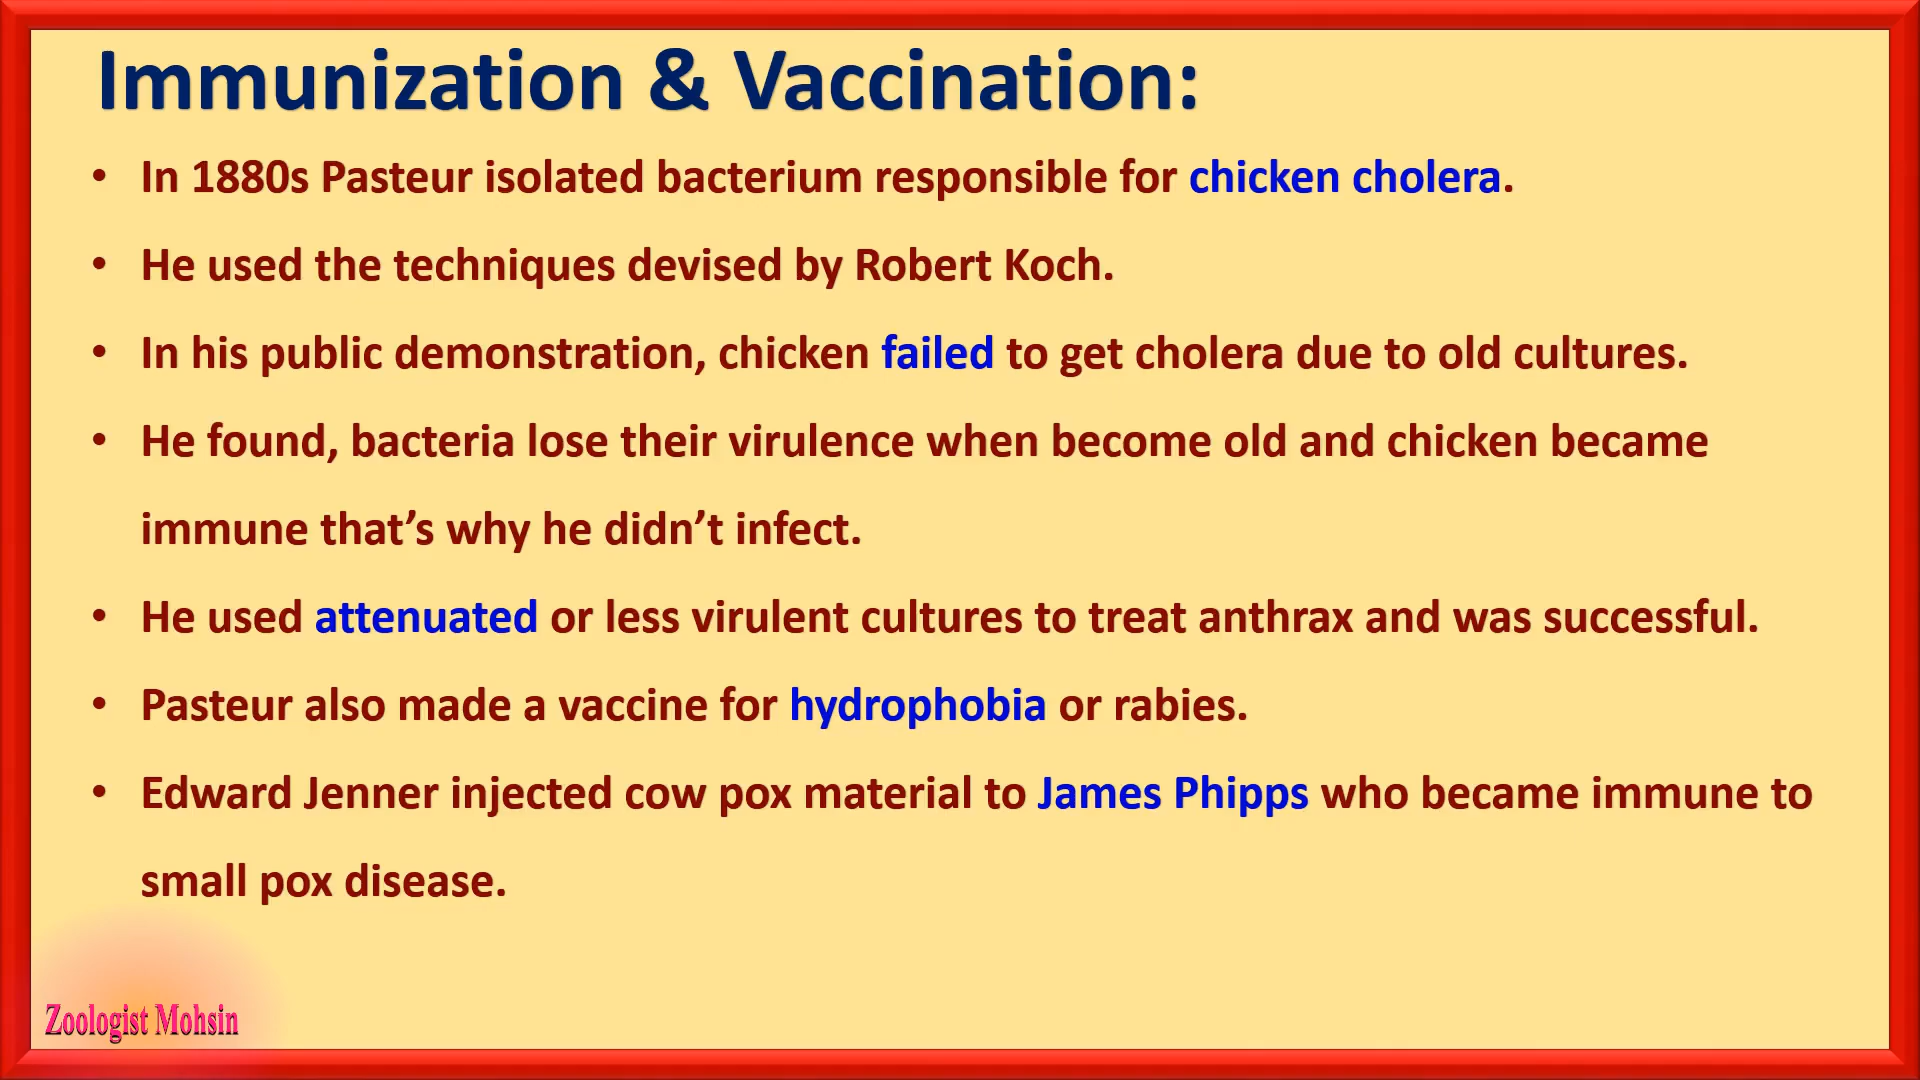 Immunization & Vaccination:
• In 1880s Pasteur isolated bacterium responsible for chicken cholera.
• He used the techniques devised by Robert Koch.
• In his public demonstration, chicken failed to get cholera due to old cultures.
• He found, bacteria lose their virulence when become old and chicken became
immune that’s why he didn’t infect.
• He used attenuated or less virulent cultures to treat anthrax and was successful.
• Pasteur also made a vaccine for hydrophobia or rabies.
• Edward Jenner injected cow pox material to James Phipps who became immune to
small pox disease.
Zoologist Mohsin